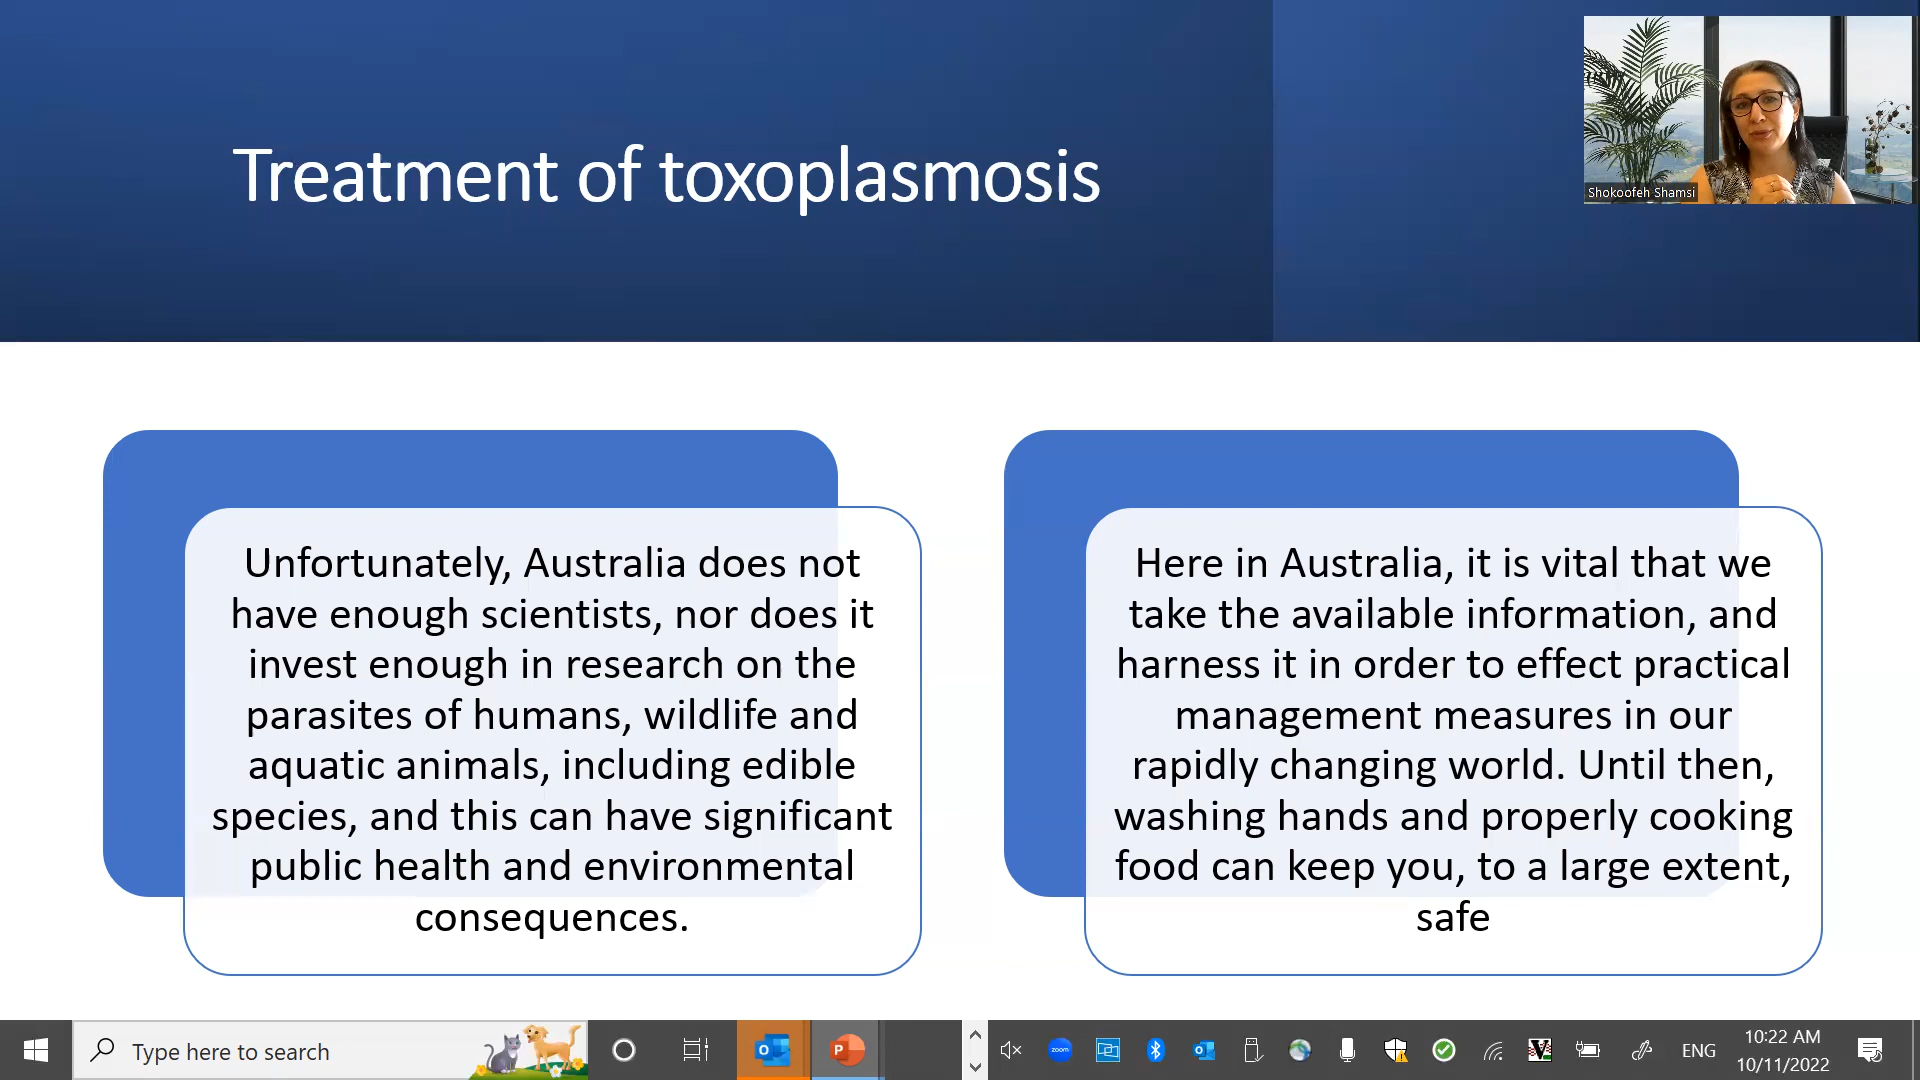 Treatment of toxoplasmosis
Shokoofeh Shamsi
Unfortunately, Australia does not
have enough scientists, nor does it
invest enough in research on the
parasites of humans, wildlife and
aquatic animals, including edible
species, and this can have significant
public health and environmental
consequences.
Here in Australia, it is vital that we
take the available information, and
harness it in order to effect practical
management measures in our
rapidly changing world. Until then,
washing hands and properly cooking
food can keep you, to a large extent,
safe
Type here to search
O
P
zoom
O
V
ENG
10:22 AM
10/11/2022